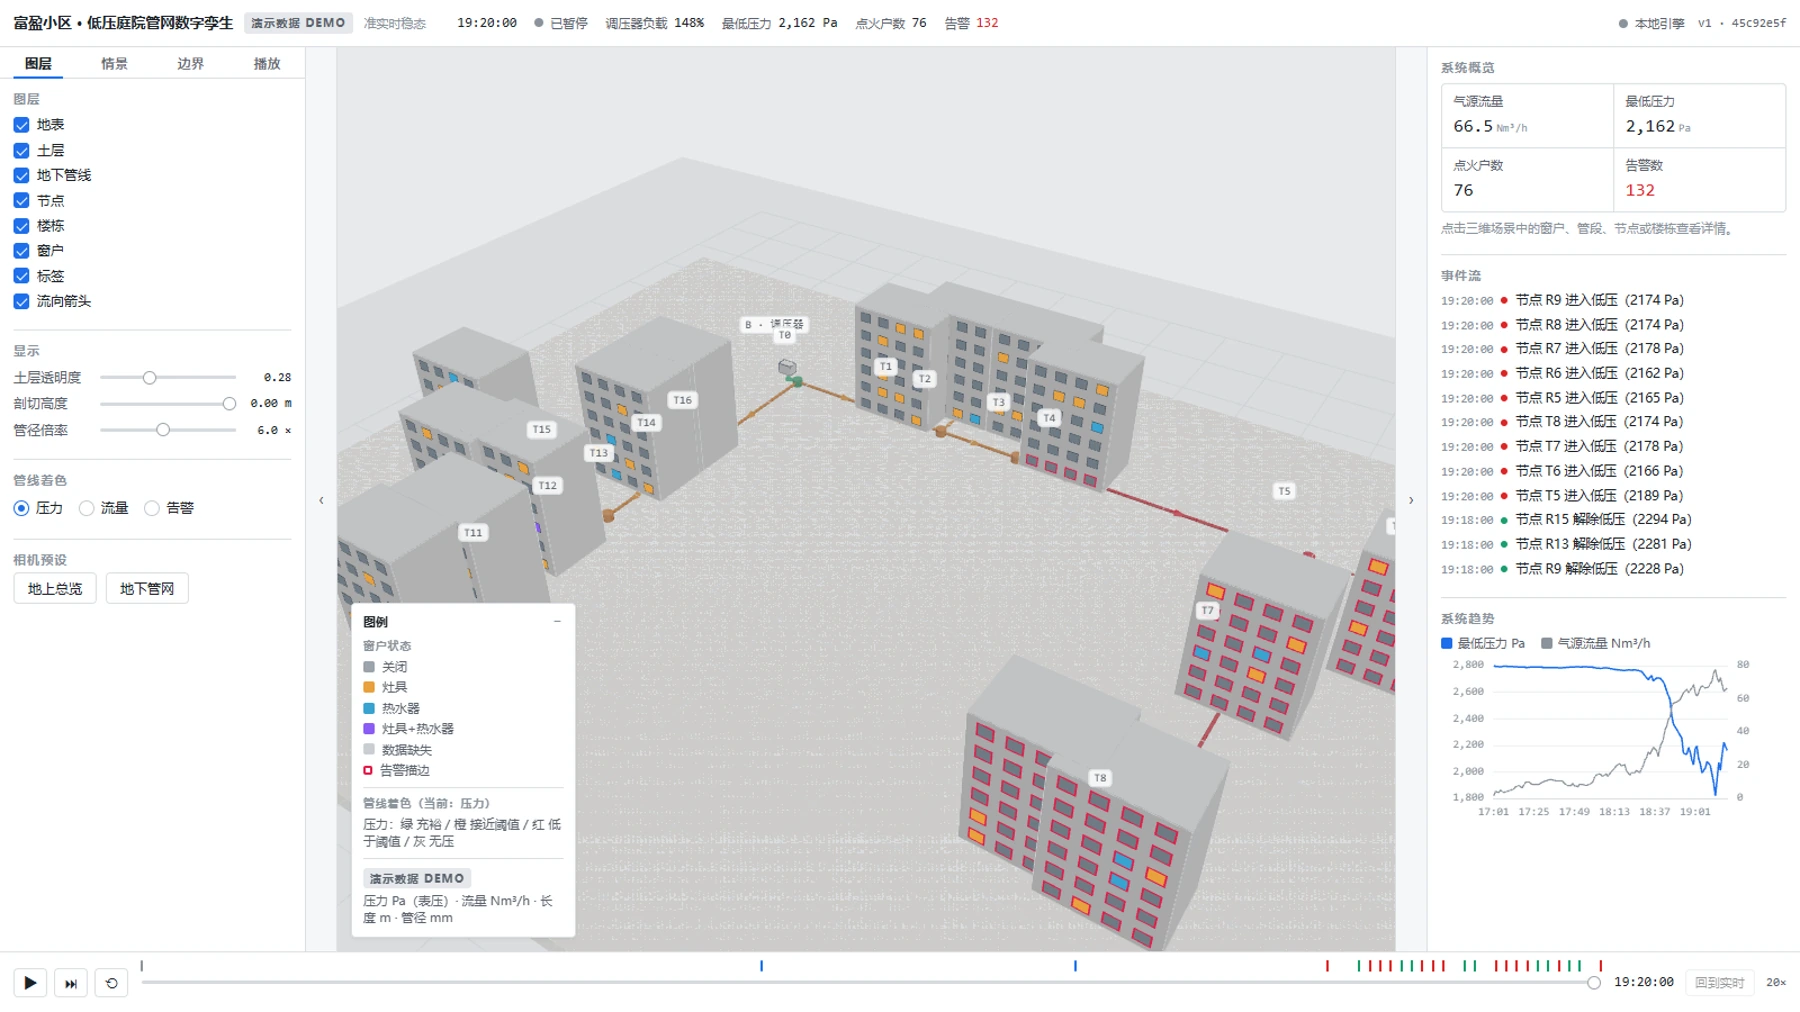 富盈小区 • 低压庭院管网数字孪生 演示数据 DEMO 准实时稳态 19:20:00 已暂停 调压器负载 148% 最低压力 2,162 Pa 点火户数 76 告警 132 本地引擎 v1 · 45c92e5f
图层 情景 边界 播放
图层
地表
土层
地下管线
节点
楼栋
窗户
标签
流向箭头
显示
土层透明度 0.28
剖切高度 0.00 m
管径倍率 6.0 ×
管线着色
压力 流量 告警
相机预设
地上总览 地下管网
‹
B · 调压器
T0
T1
T2
T3
T4
T5
T16
T14
T15
T13
T12
T11
T7
T8
图例 −
窗户状态
关闭
灶具
热水器
灶具+热水器
数据缺失
告警描边
管线着色（当前：压力）
压力：绿 充裕 / 橙 接近阈值 / 红 低
于阈值 / 灰 无压
演示数据 DEMO
压力 Pa（表压）· 流量 Nm³/h · 长
度 m · 管径 mm
›
系统概览
气源流量 最低压力
66.5 Nm³/h 2,162 Pa
点火户数 告警数
76 132
点击三维场景中的窗户、管段、节点或楼栋查看详情。
事件流
19:20:00 节点 R9 进入低压（2174 Pa）
19:20:00 节点 R8 进入低压（2174 Pa）
19:20:00 节点 R7 进入低压（2178 Pa）
19:20:00 节点 R6 进入低压（2162 Pa）
19:20:00 节点 R5 进入低压（2165 Pa）
19:20:00 节点 T8 进入低压（2174 Pa）
19:20:00 节点 T7 进入低压（2178 Pa）
19:20:00 节点 T6 进入低压（2166 Pa）
19:20:00 节点 T5 进入低压（2189 Pa）
19:18:00 节点 R15 解除低压（2294 Pa）
19:18:00 节点 R13 解除低压（2281 Pa）
19:18:00 节点 R9 解除低压（2228 Pa）
系统趋势
最低压力 Pa 气源流量 Nm³/h
2,800 80
2,600 60
2,400 40
2,200
2,000 20
1,800 0
17:01 17:25 17:49 18:13 18:37 19:01
19:20:00 回到实时 20×